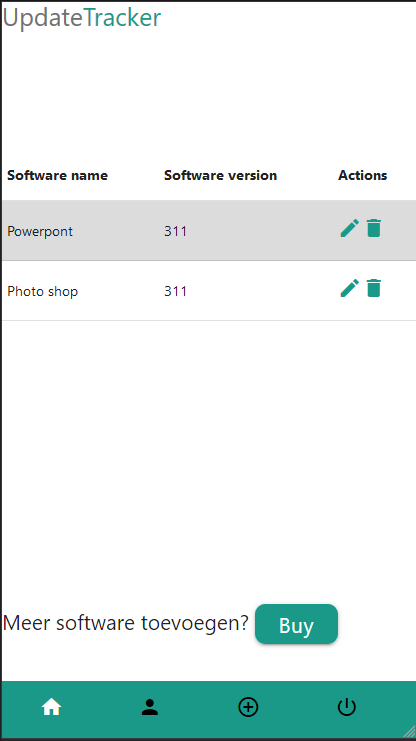 UpdateTracker
Software name Software version Actions
Powerpont 311
Photo shop 311
Meer software toevoegen? Buy